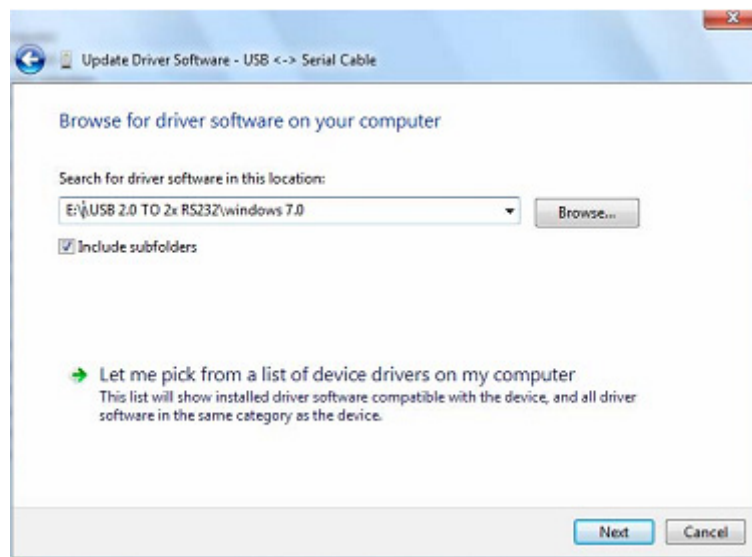 Update Driver Software - USB <-> Serial Cable
Browse for driver software on your computer
Search for driver software in this location:
E:\USB 2.0 TO 2x RS232\windows 7.0
Browse...
Include subfolders
Let me pick from a list of device drivers on my computer
This list will show installed driver software compatible with the device, and all driver
software in the same category as the device.
Next
Cancel